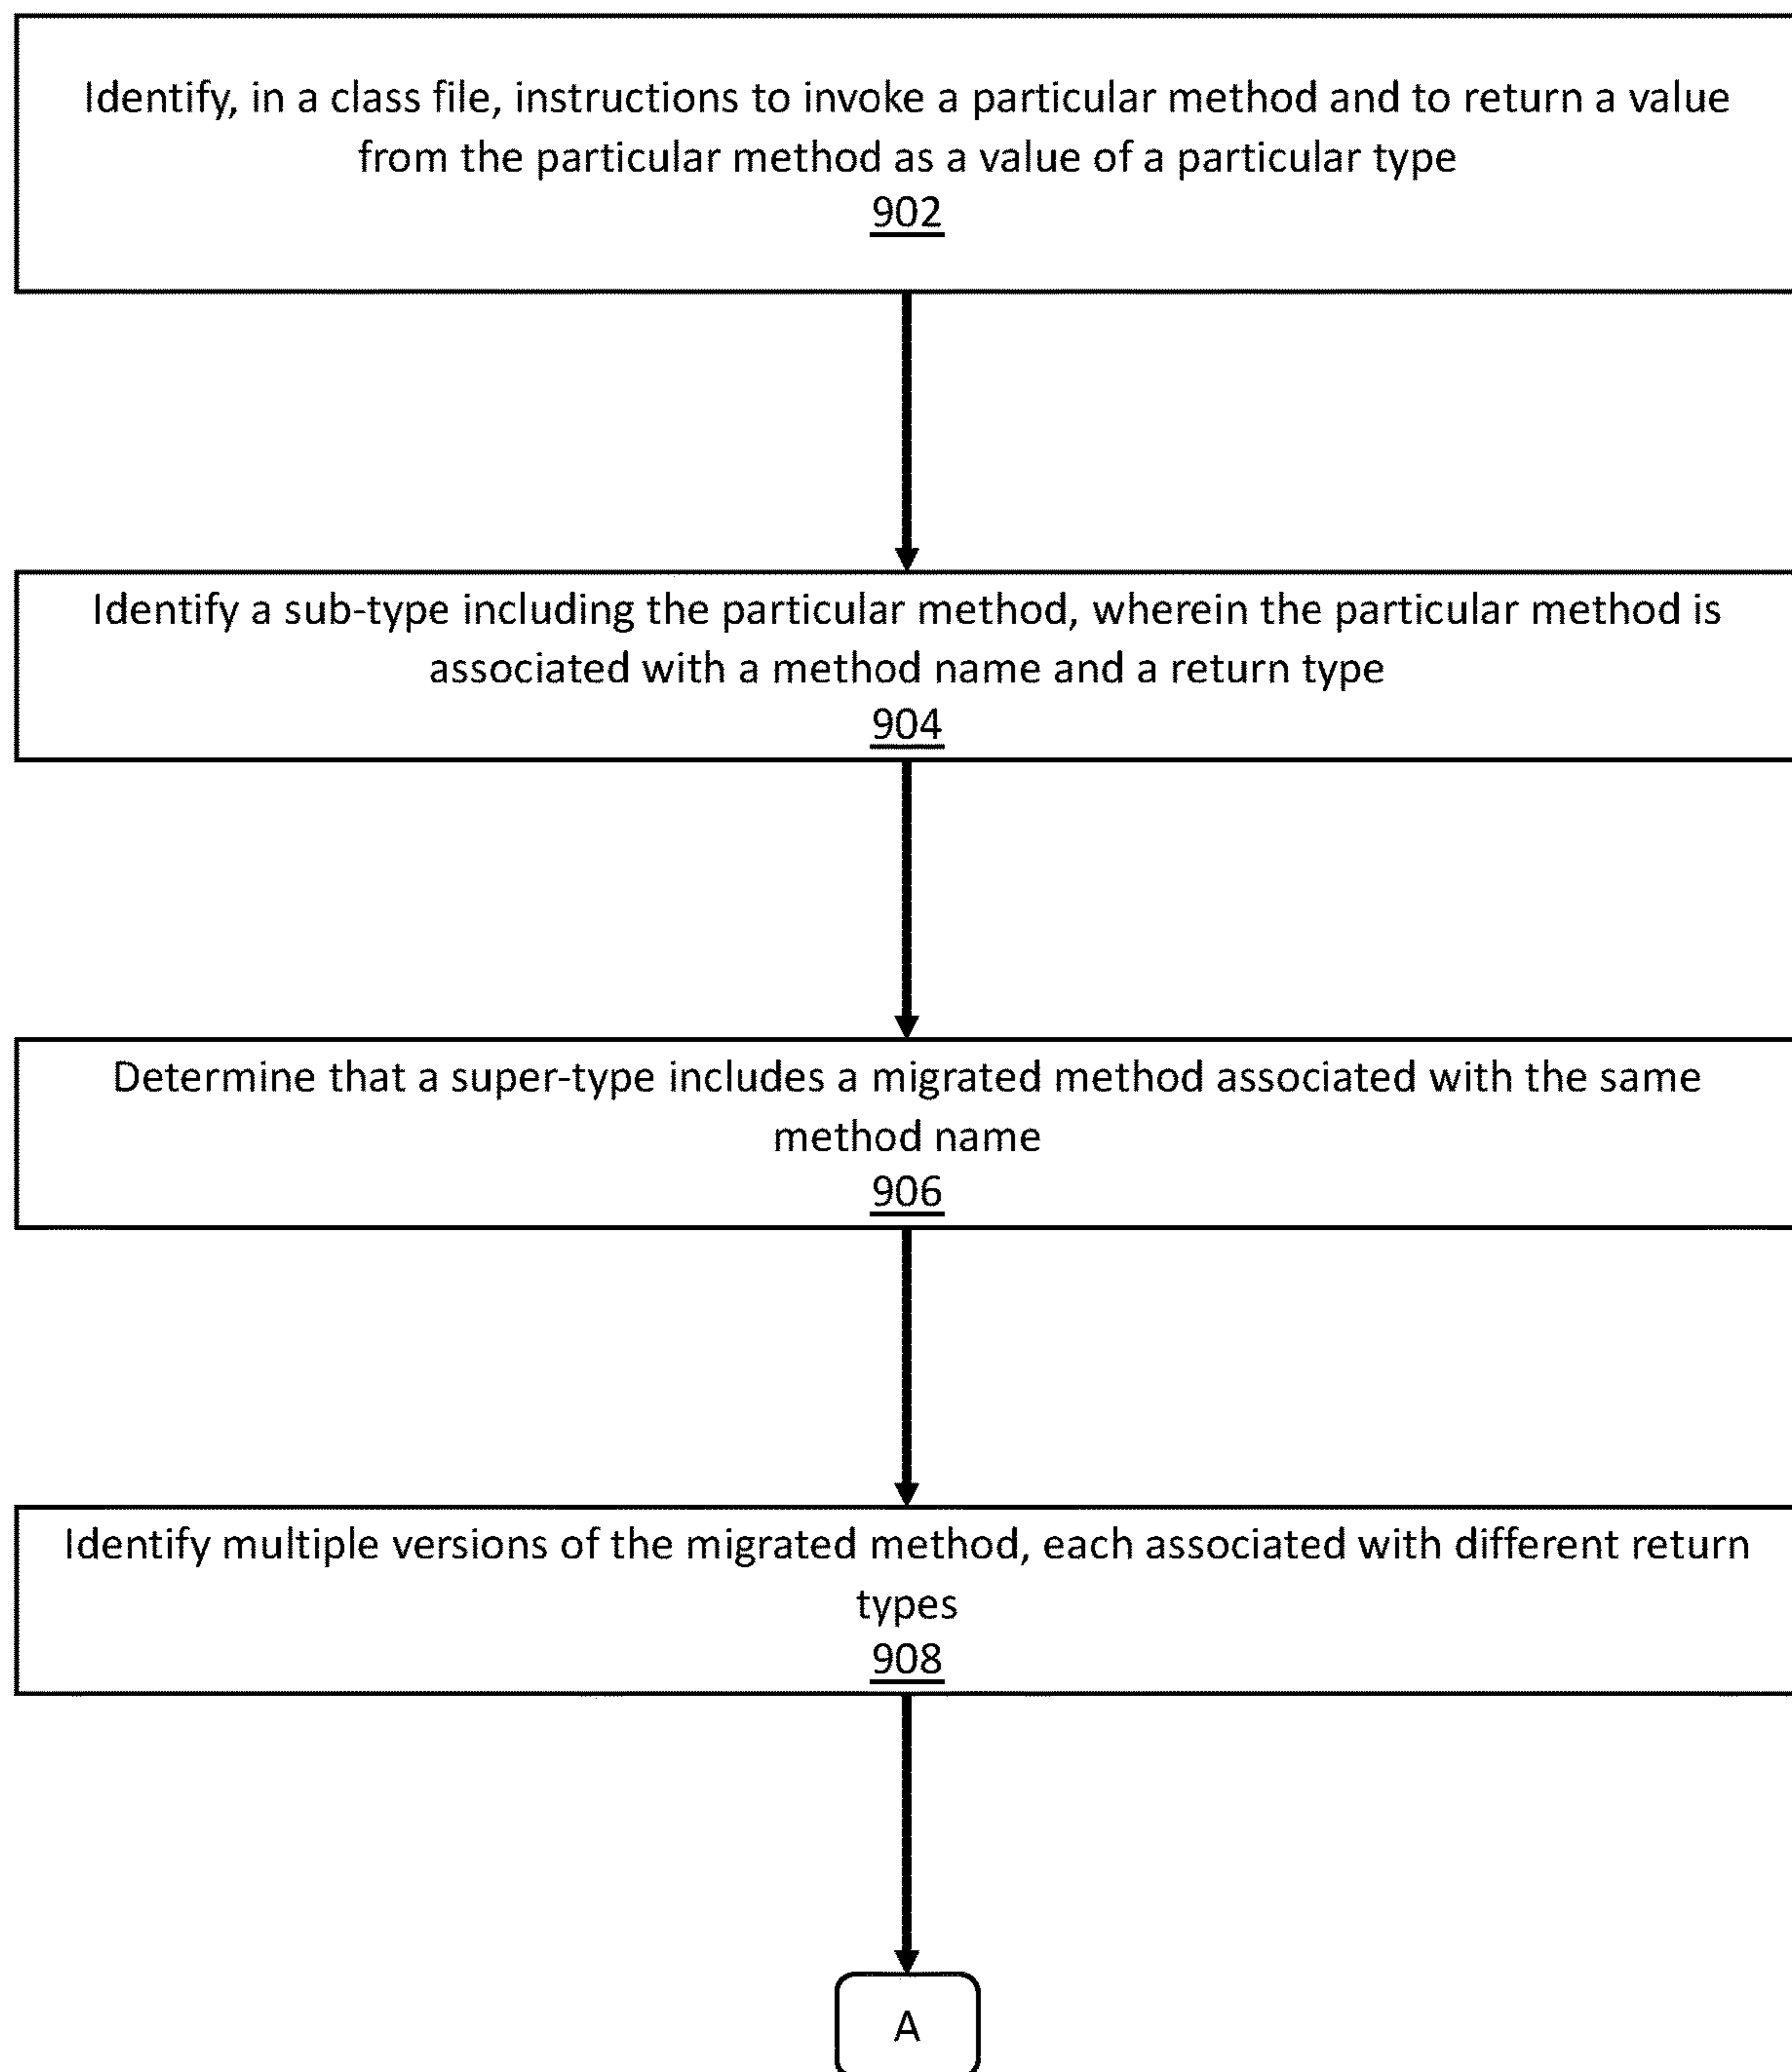 Identify, in a class file, instructions to invoke a particular method and to return a value
from the particular method as a value of a particular type
902
Identify a sub-type including the particular method, wherein the particular method is
associated with a method name and a return type
904
Determine that a super-type includes a migrated method associated with the same
method name
906
Identify multiple versions of the migrated method, each associated with different return
types
908
A